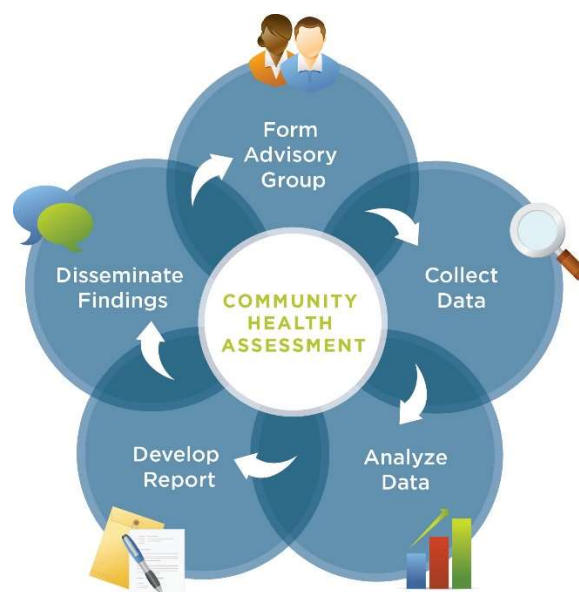 Form
Advisory
Group
Collect
Data
Analyze
Data
Develop
Report
Disseminate
Findings
COMMUNITY
HEALTH
ASSESSMENT